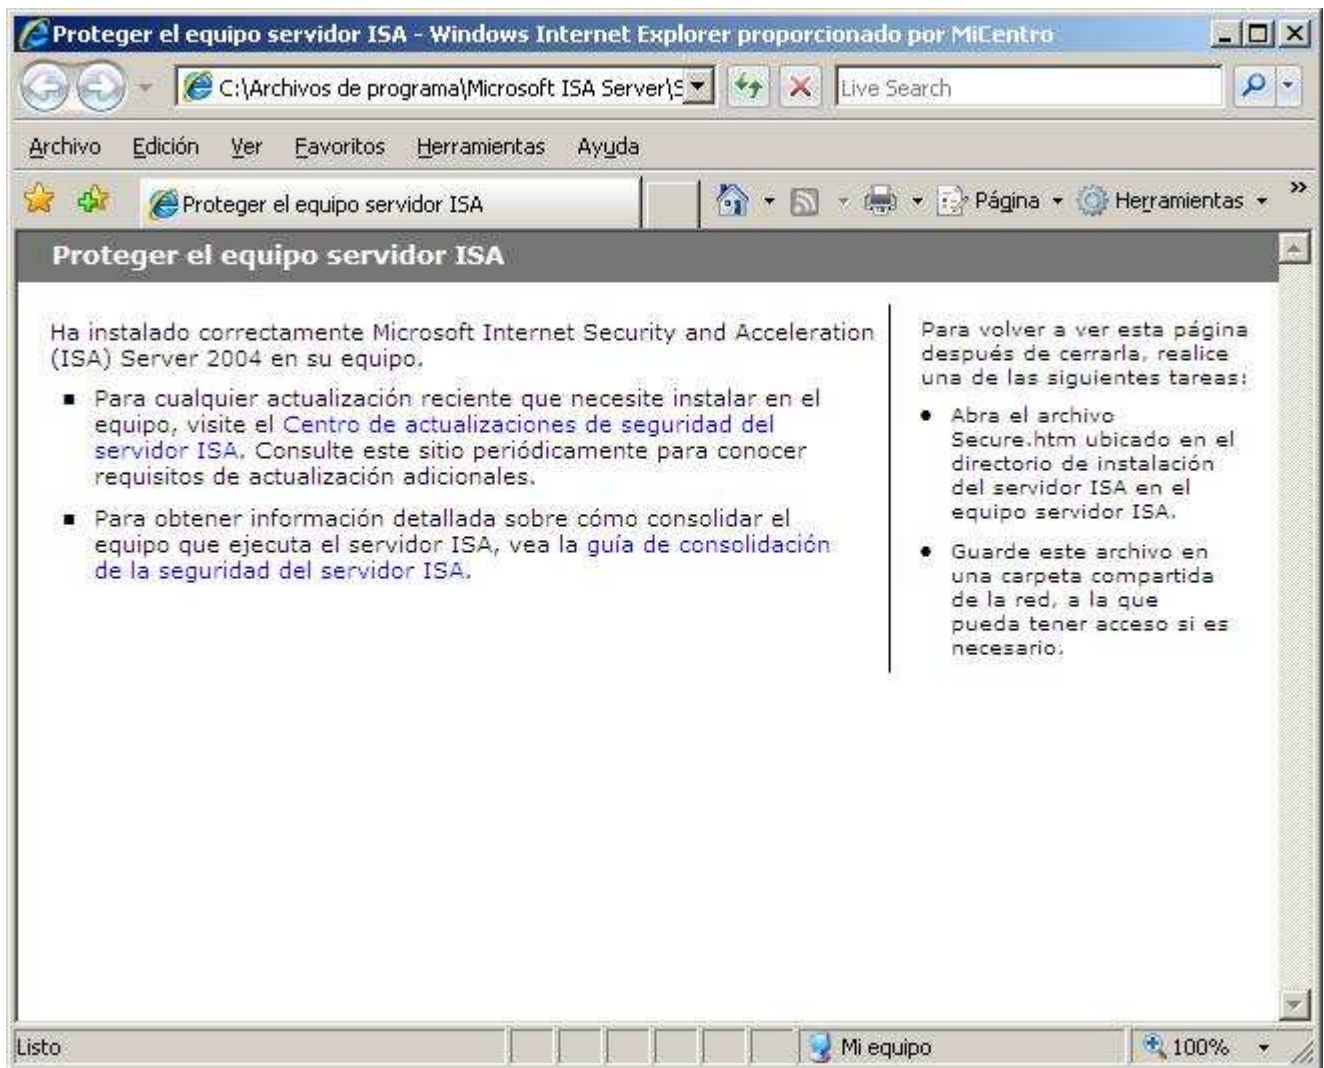 Proteger el equipo servidor ISA - Windows Internet Explorer proporcionado por MiCentro
C:\Archivos de programa\Microsoft ISA Server\S
Live Search
Archivo Edición Ver Favoritos Herramientas Ayuda
Proteger el equipo servidor ISA
Página Herramientas »
Proteger el equipo servidor ISA
Ha instalado correctamente Microsoft Internet Security and Acceleration
(ISA) Server 2004 en su equipo.
Para cualquier actualización reciente que necesite instalar en el
equipo, visite el Centro de actualizaciones de seguridad del
servidor ISA. Consulte este sitio periódicamente para conocer
requisitos de actualización adicionales.
Para obtener información detallada sobre cómo consolidar el
equipo que ejecuta el servidor ISA, vea la guía de consolidación
de la seguridad del servidor ISA.
Para volver a ver esta página
después de cerrarla, realice
una de las siguientes tareas:
Abra el archivo
Secure.htm ubicado en el
directorio de instalación
del servidor ISA en el
equipo servidor ISA.
Guarde este archivo en
una carpeta compartida
de la red, a la que
pueda tener acceso si es
necesario.
Listo
Mi equipo
100%